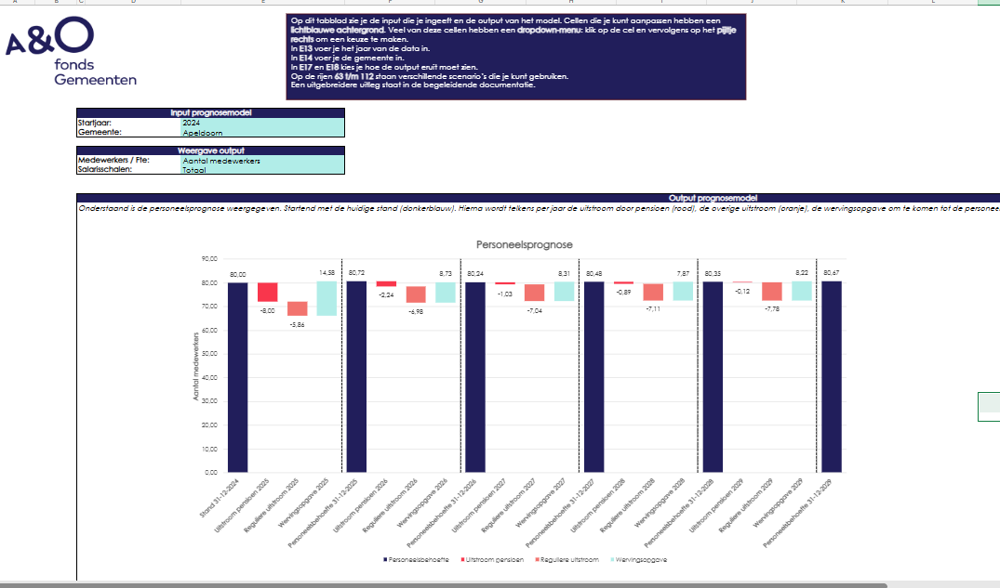 A&O
fonds
Gemeenten
Op dit tabblad zie je de input die je ingeeft en de output van het model. Cellen die je kunt aanpassen hebben een
lichtblauwe achtergrond. Veel van deze cellen hebben een dropdown-menu: klik op de cel en vervolgens op het pijltje
rechts om een keuze te maken.
In E13 voer je het jaar van de data in.
In E14 voer je de gemeente in.
In E17 en E18 kies je hoe de output eruit moet zien.
Op de rijen 63 t/m 112 staan verschillende scenario's die je kunt gebruiken.
Een uitgebreidere uitleg staat in de begeleidende documentatie.
Input prognosemodel
Startjaar: 2024
Gemeente: Apeldoorn
Weergave output
Medewerkers / Fte: Aantal medewerkers
Salarisschalen: Totaal
Output prognosemodel
Onderstaand is de personeelsprognose weergegeven. Startend met de huidige stand (donkerblauw). Hierna wordt telkens per jaar de uitstroom door pensioen (rood), de overige uitstroom (oranje), de wervingsopgave om te komen tot de personee
Personeelsprognose
Aantal medewerkers
90,00
80,00
70,00
60,00
50,00
40,00
30,00
20,00
10,00
0,00
80,00 -8,00 -5,86 14,58 80,72 -2,24 -6,98 8,73 80,24 -1,03 -7,04 8,31 80,48 -0,89 -7,11 7,87 80,35 -0,12 -7,78 8,22 80,67
Stand 31-12-2024
Uitstroom pensioen 2025
Reguliere uitstroom 2025
Wervingsopgave 2025
Personeelsbehoefte 31-12-2025
Uitstroom pensioen 2026
Reguliere uitstroom 2026
Wervingsopgave 2026
Personeelsbehoefte 31-12-2026
Uitstroom pensioen 2027
Reguliere uitstroom 2027
Wervingsopgave 2027
Personeelsbehoefte 31-12-2027
Uitstroom pensioen 2028
Reguliere uitstroom 2028
Wervingsopgave 2028
Personeelsbehoefte 31-12-2028
Uitstroom pensioen 2029
Reguliere uitstroom 2029
Wervingsopgave 2029
Personeelsbehoefte 31-12-2029
Personeelsbehoefte Uitstroom pensioen Reguliere uitstroom Wervingsopgave